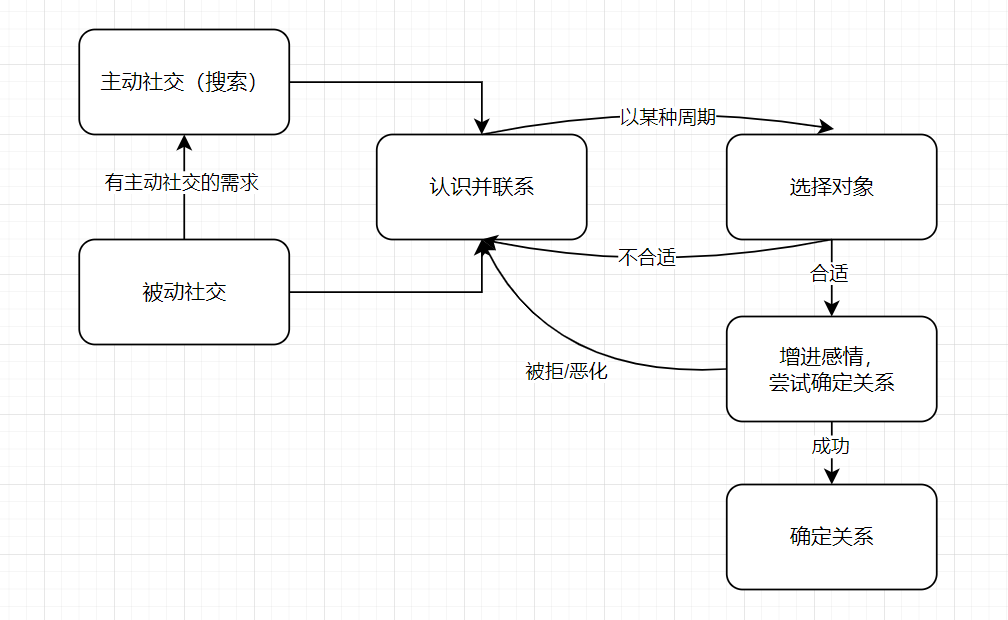 主动社交（搜索）
以某种周期
认识并联系
选择对象
有主动社交的需求
不合适
合适
被动社交
增进感情，
尝试确定关系
被拒/恶化
成功
确定关系